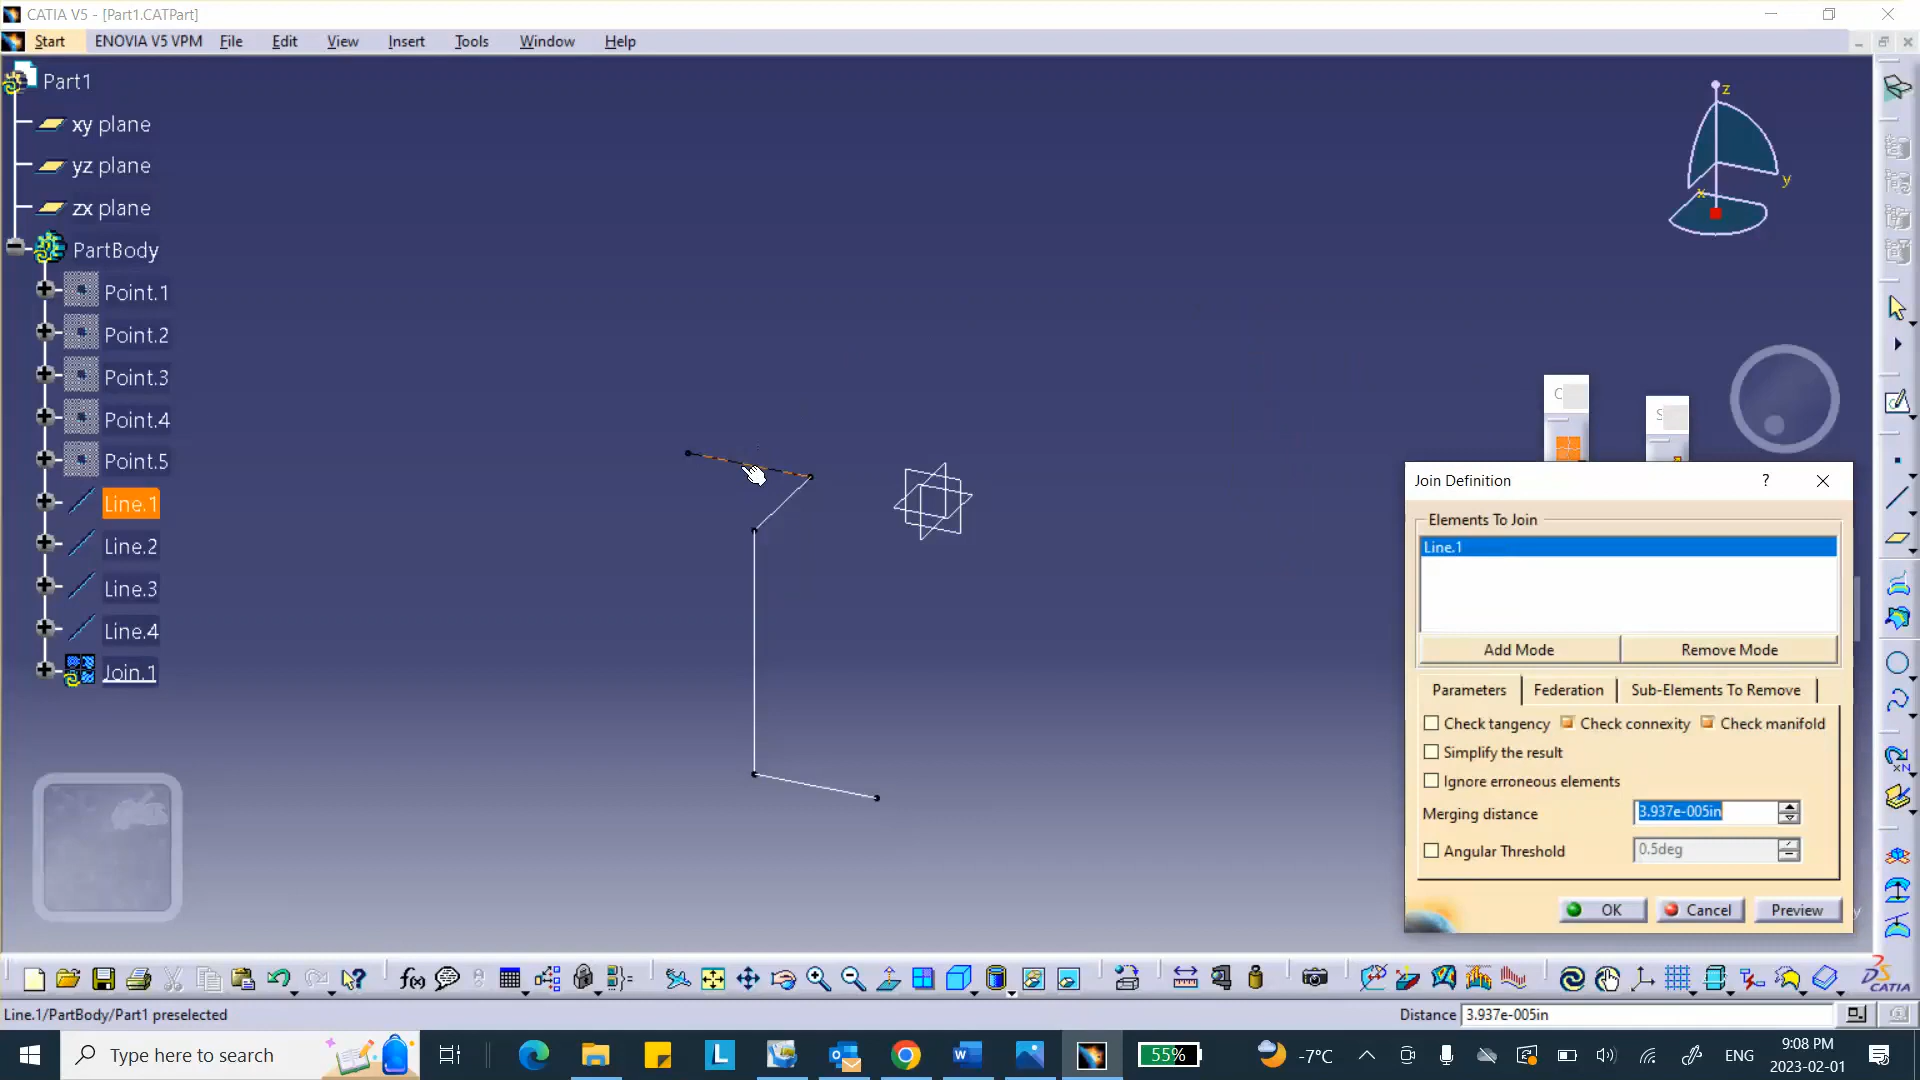 CATIA V5 - [Part1.CATPart]
Start ENOVIA V5 VPM File Edit View Insert Tools Window Help
Part1
xy plane
yz plane
zx plane
PartBody
Point.1
Point.2
Point.3
Point.4
Point.5
Line.1
Line.2
Line.3
Line.4
Join.1
z
y
x
C
S
Join Definition ?
Elements To Join
Line.1
Add Mode Remove Mode
Parameters Federation Sub-Elements To Remove
Check tangency Check connexity Check manifold
Simplify the result
Ignore erroneous elements
Merging distance 3.937e-005in
Angular Threshold 0.5deg
OK Cancel Preview
y
f(x)
CATIA
Line.1/PartBody/Part1 preselected
Distance 3.937e-005in
Type here to search
L
55%
-7°C
ENG
9:08 PM
2023-02-01